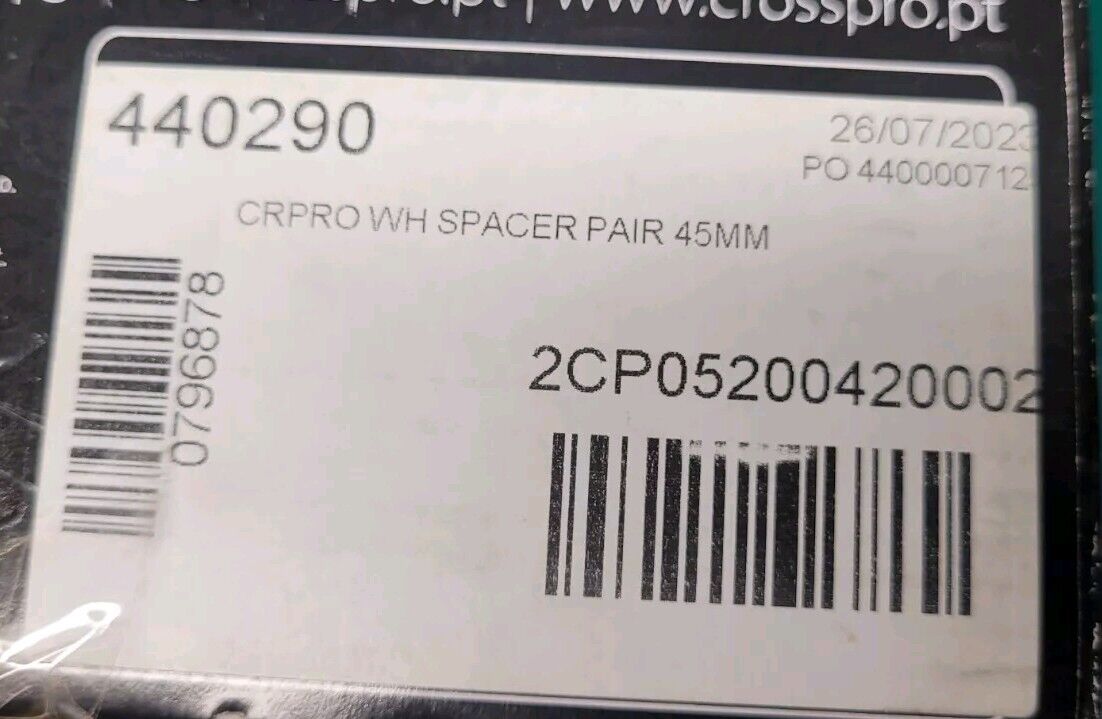 www.crosspro.pt
440290
26/07/2023
PO 440000712
CRPRO WH SPACER PAIR 45MM
0796878
2CP05200420002